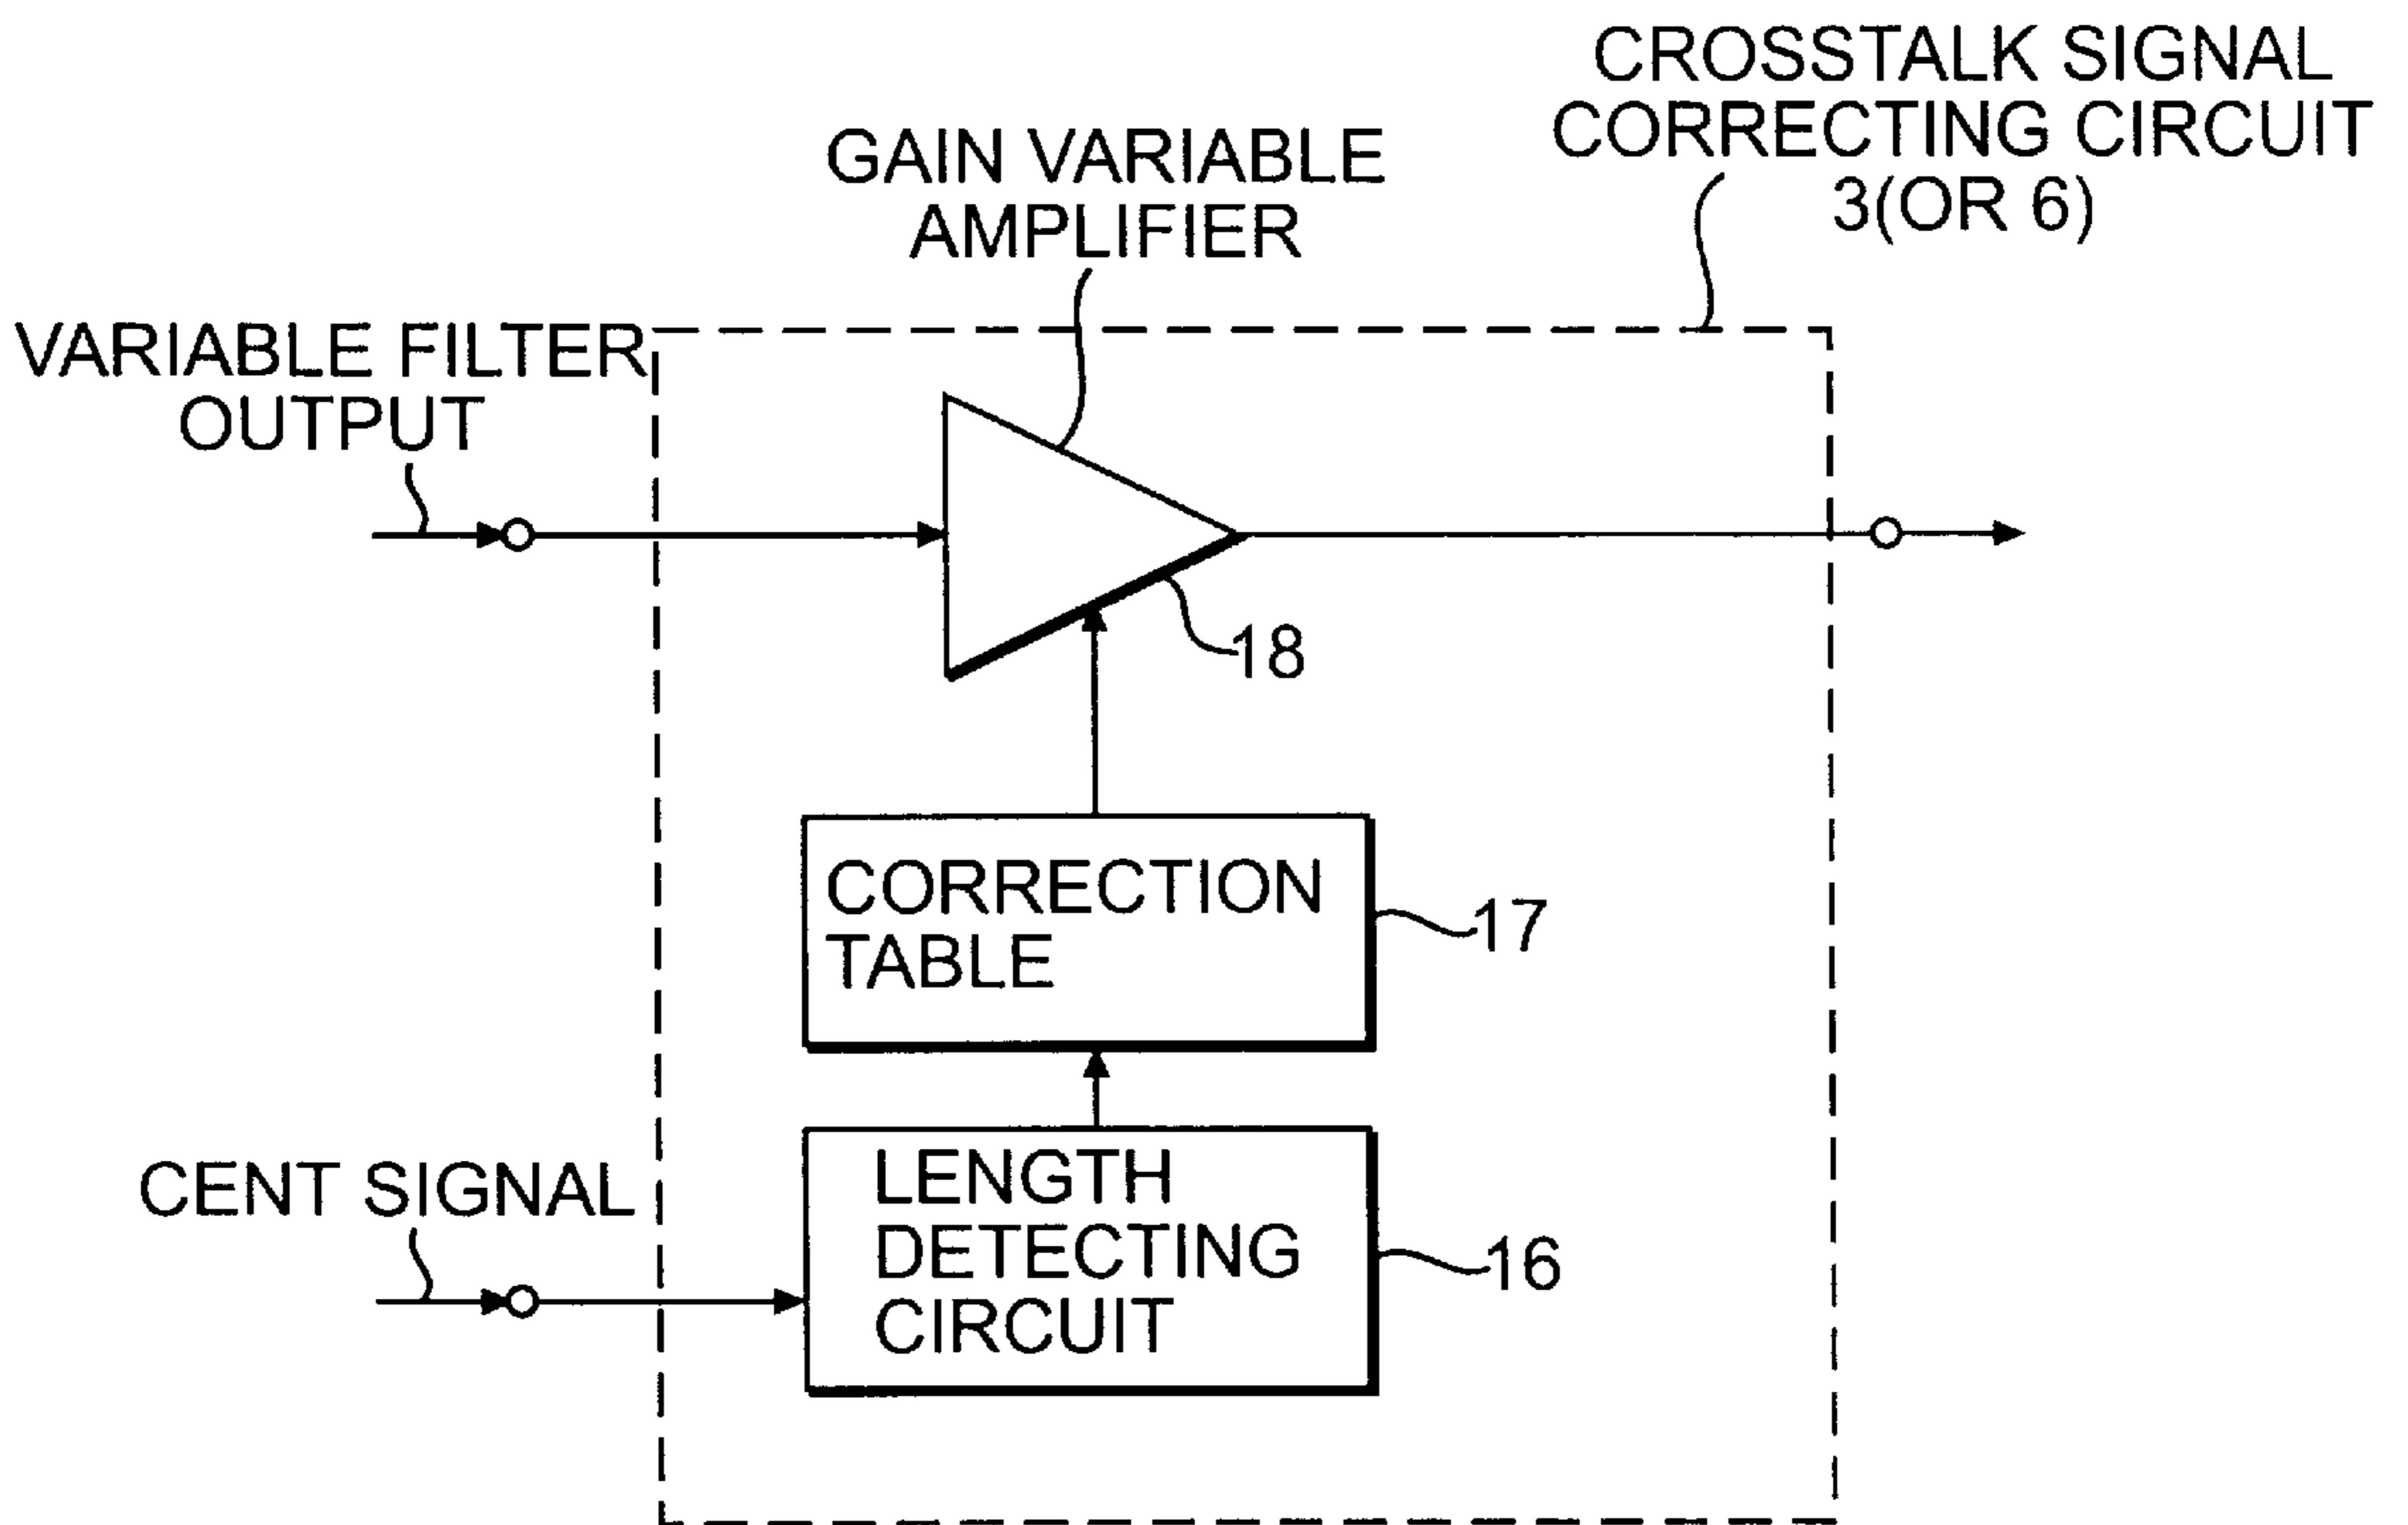 CROSSTALK SIGNAL
CORRECTING CIRCUIT
3(OR 6)
GAIN VARIABLE
AMPLIFIER
VARIABLE FILTER
OUTPUT
18
CORRECTION
TABLE
17
CENT SIGNAL
LENGTH
DETECTING
CIRCUIT
16